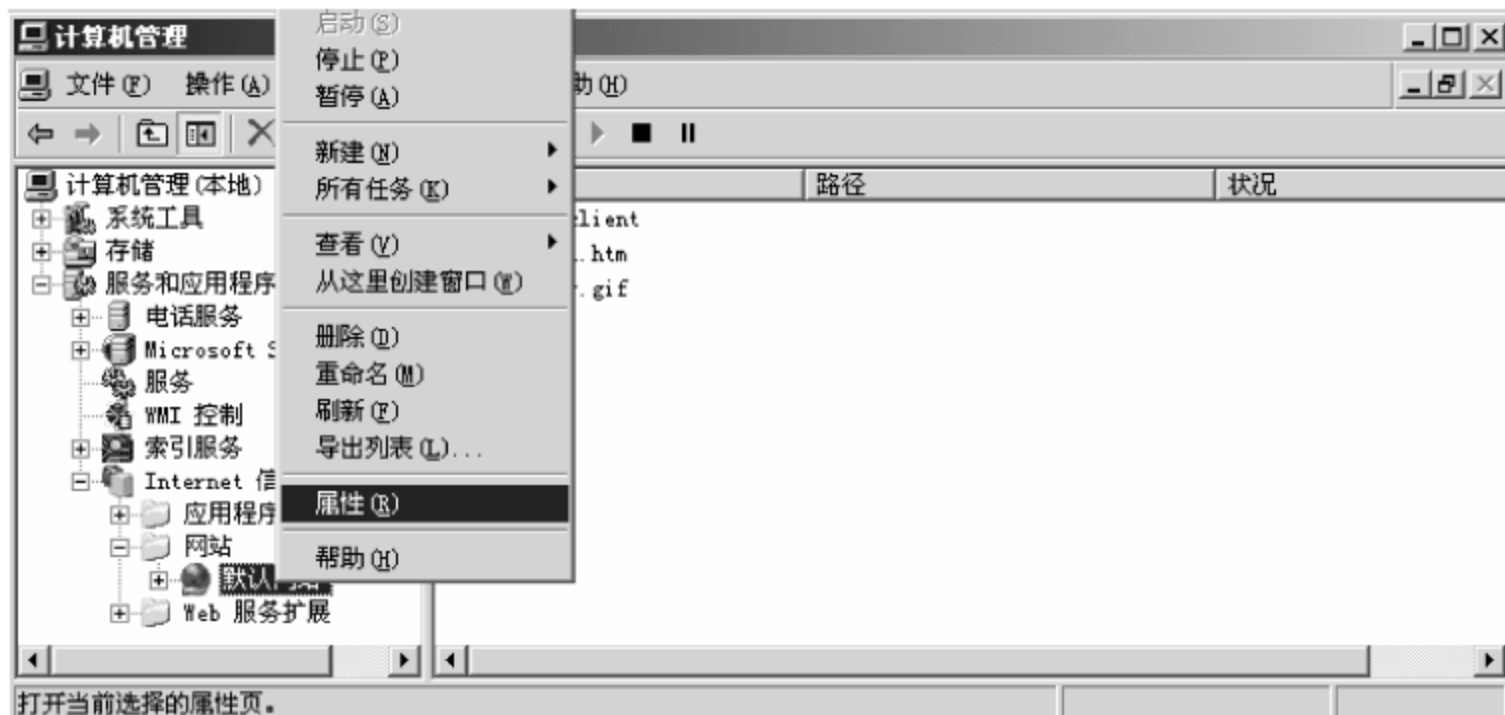 计算机管理
文件(F) 操作(A) 助(H)
启动(S)
停止(P)
暂停(A)
新建(N)
所有任务(K)
查看(V)
从这里创建窗口(W)
删除(D)
重命名(M)
刷新(F)
导出列表(L)...
属性(R)
帮助(H)
计算机管理(本地)
系统工具
存储
服务和应用程序
电话服务
Microsoft S
服务
WMI 控制
索引服务
Internet 信
应用程序
网站
默认
Web 服务扩展
路径 状况
client
.htm
.gif
打开当前选择的属性页。